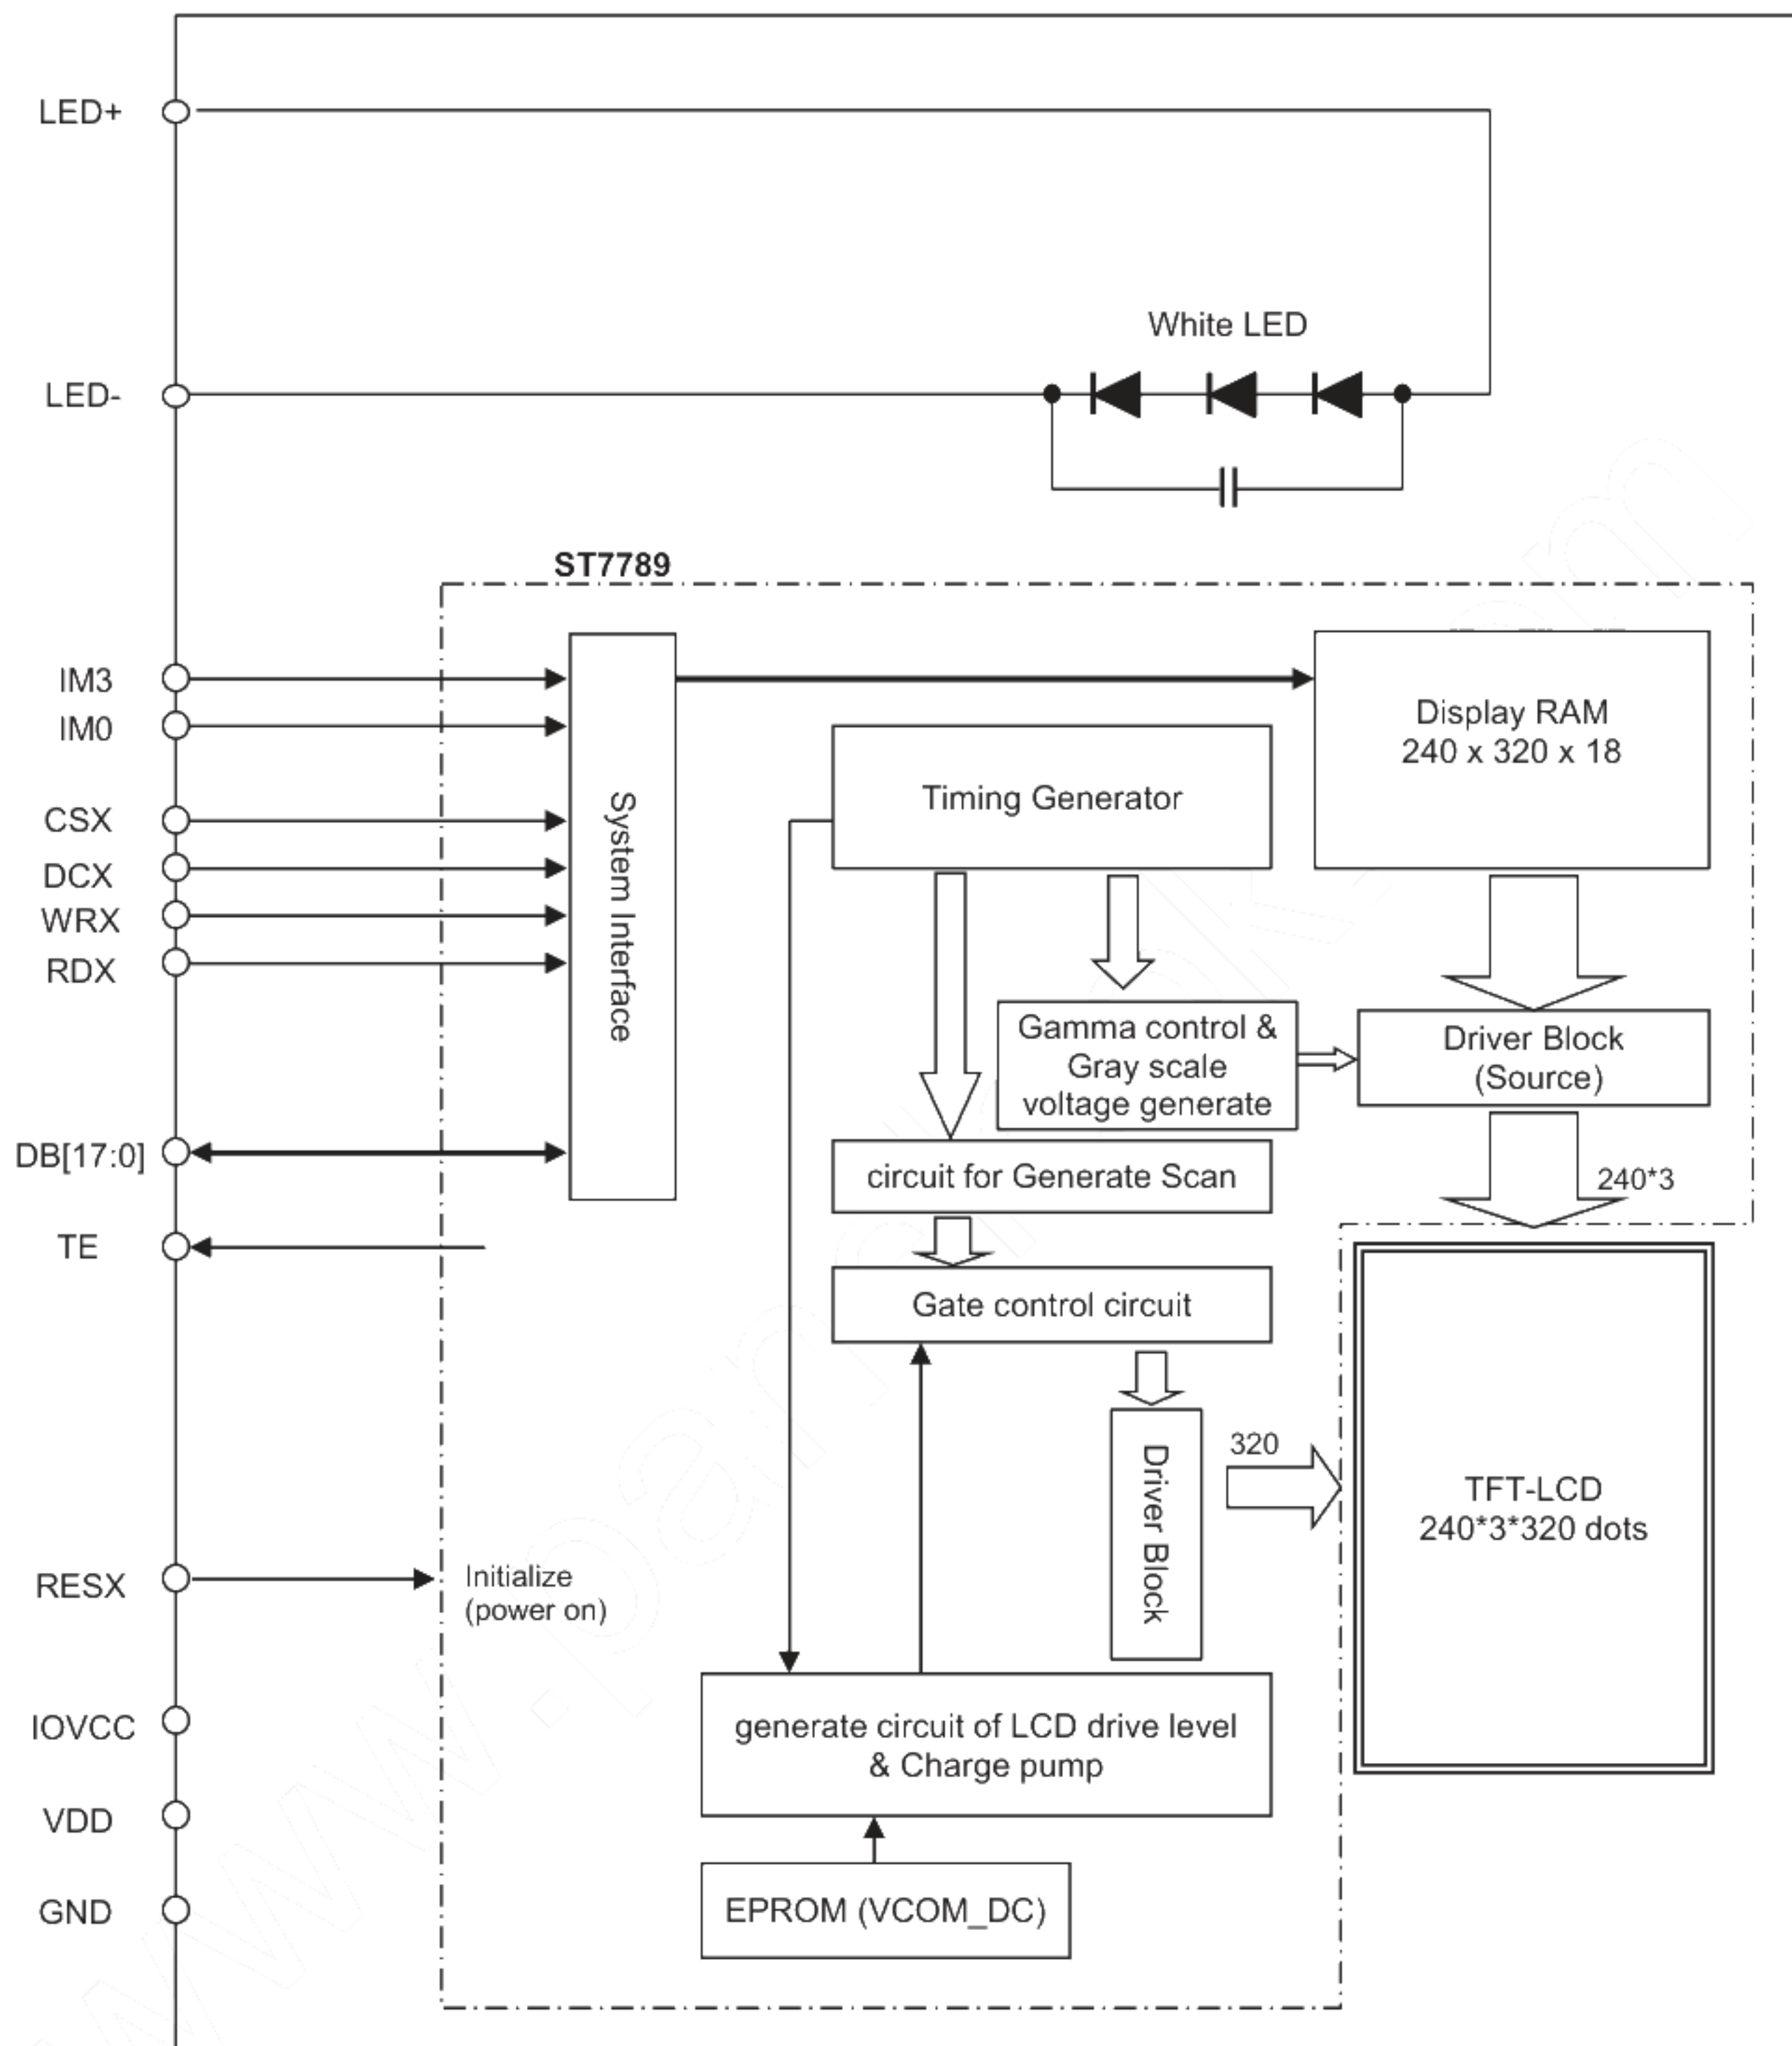 LED+
White LED
LED-
ST7789
IM3
IM0
CSX
DCX
WRX
RDX
DB[17:0]
TE
RESX
IOVCC
VDD
GND
System Interface
Display RAM
240 x 320 x 18
Timing Generator
Gamma control &
Gray scale
voltage generate
Driver Block
(Source)
240*3
circuit for Generate Scan
Gate control circuit
Driver Block
320
TFT-LCD
240*3*320 dots
Initialize
(power on)
generate circuit of LCD drive level
& Charge pump
EPROM (VCOM_DC)